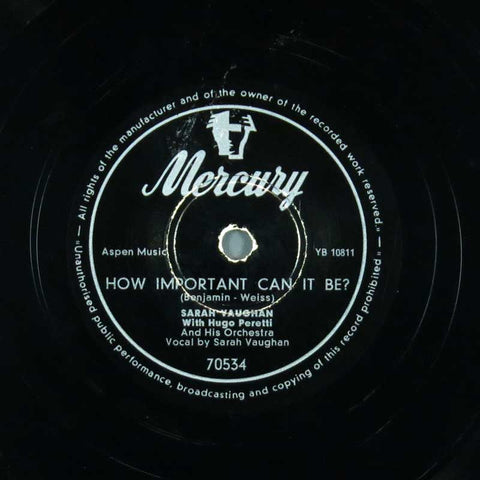 — All rights of the manufacturer and of the owner of the recorded work reserved. —
Mercury
Aspen Music
YB 10811
HOW IMPORTANT CAN IT BE?
(Benjamin - Weiss)
SARAH VAUGHAN
With Hugo Peretti
And His Orchestra
Vocal by Sarah Vaughan
70534
"Unauthorised public performance, broadcasting and copying of this record prohibited"